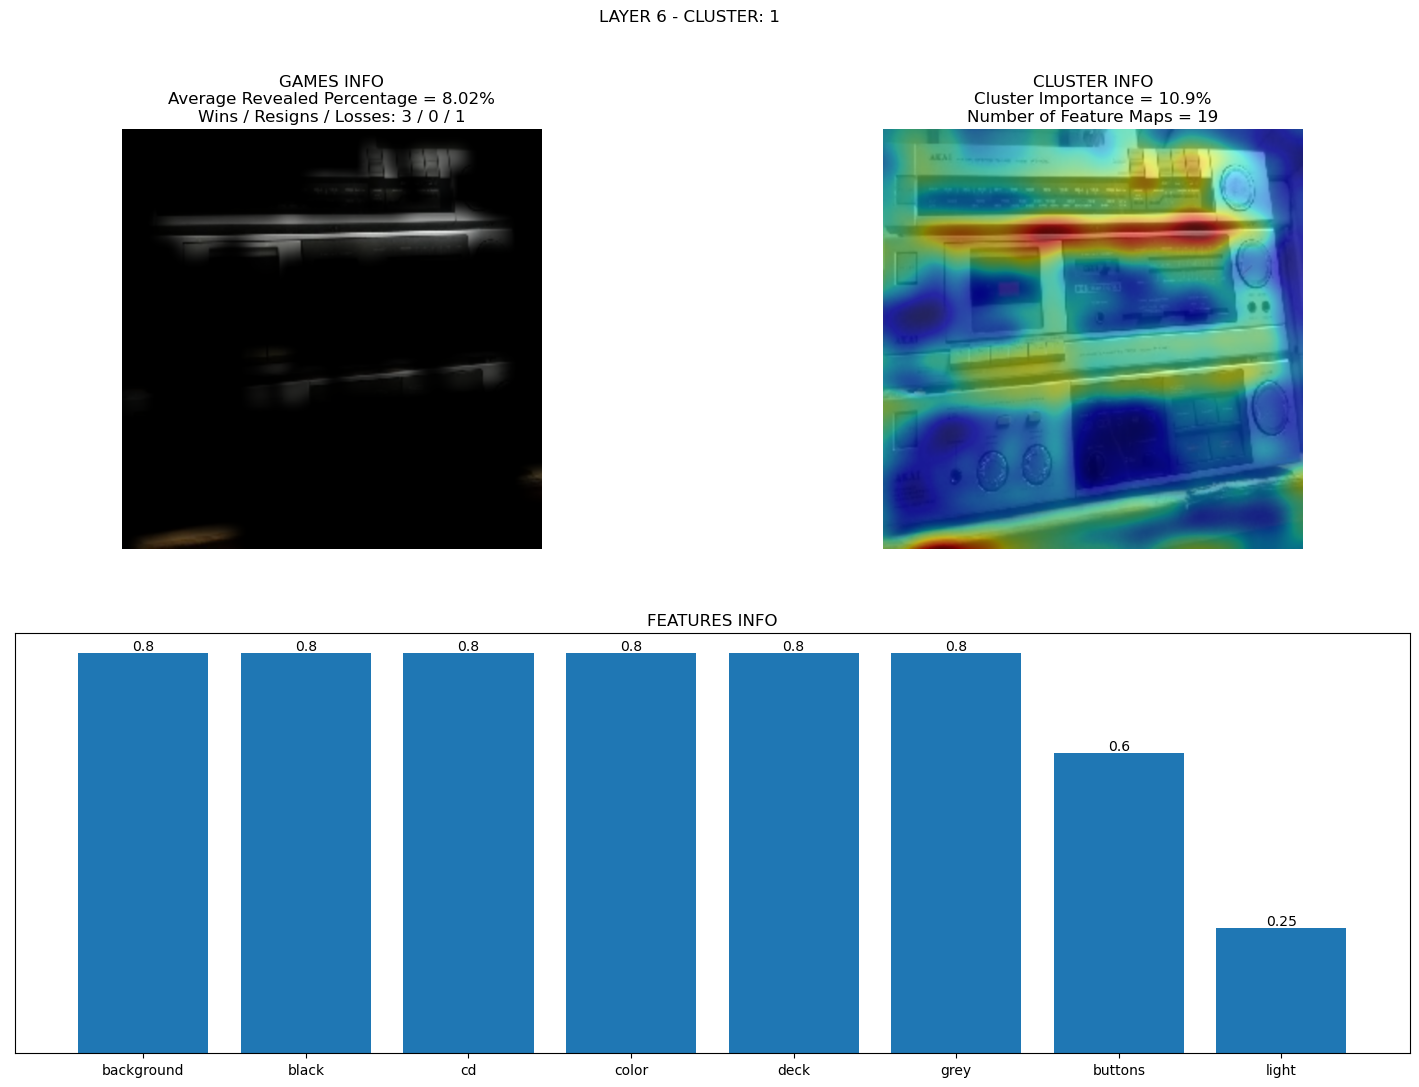 LAYER 6 - CLUSTER: 1
GAMES INFO
Average Revealed Percentage = 8.02%
Wins / Resigns / Losses: 3 / 0 / 1
CLUSTER INFO
Cluster Importance = 10.9%
Number of Feature Maps = 19
AKAI
FEATURES INFO
0.8 0.8 0.8 0.8 0.8 0.8 0.6 0.25
background black cd color deck grey buttons light